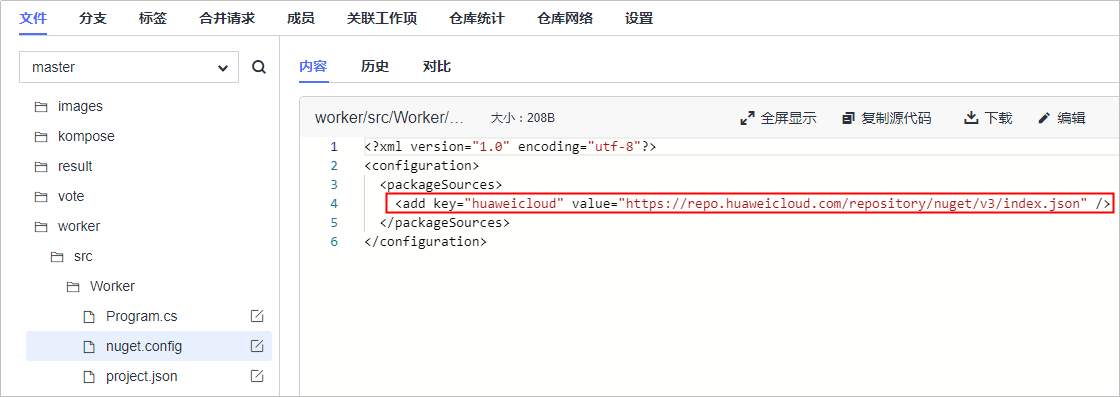 文件 分支 标签 合并请求 成员 关联工作项 仓库统计 仓库网络 设置
master
images
kompose
result
vote
worker
src
Worker
Program.cs
nuget.config
project.json
内容 历史 对比
worker/src/Worker/... 大小：208B 全屏显示 复制源代码 下载 编辑
1 <?xml version="1.0" encoding="utf-8"?>
2 <configuration>
3 <packageSources>
4 <add key="huaweicloud" value="https://repo.huaweicloud.com/repository/nuget/v3/index.json" />
5 </packageSources>
6 </configuration>